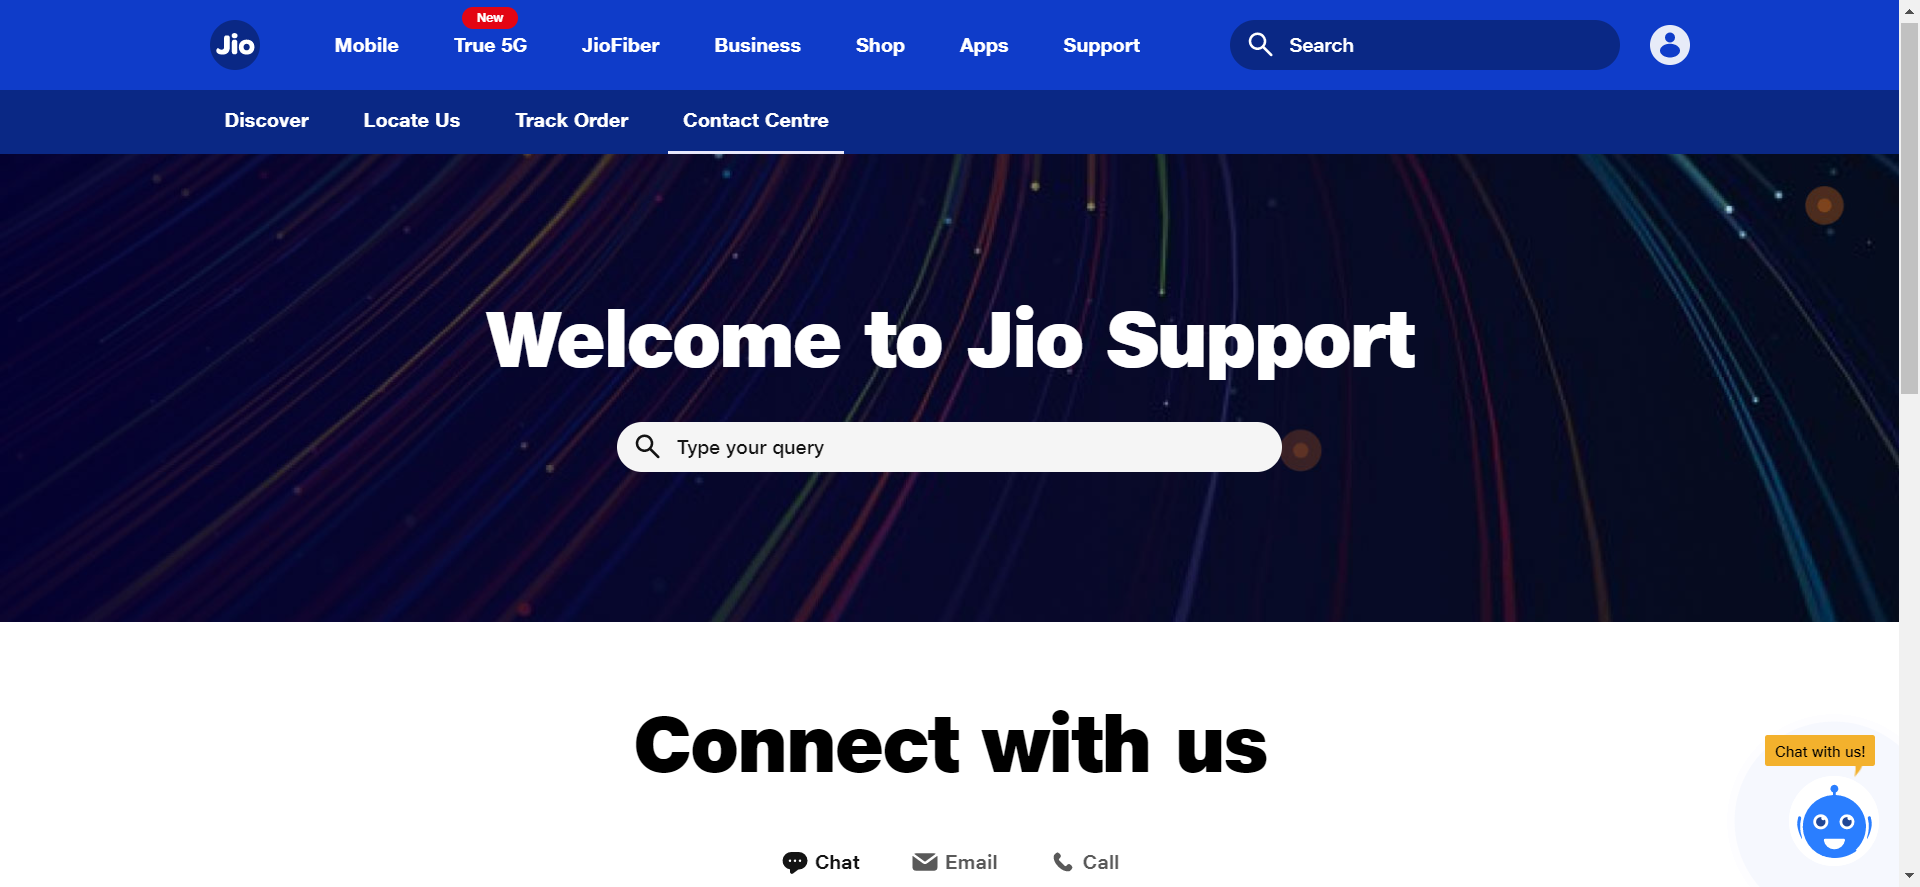 New
Jio Mobile True 5G JioFiber Business Shop Apps Support Search
Discover Locate Us Track Order Contact Centre
Welcome to Jio Support
Type your query
Connect with us
Chat with us!
Chat Email Call